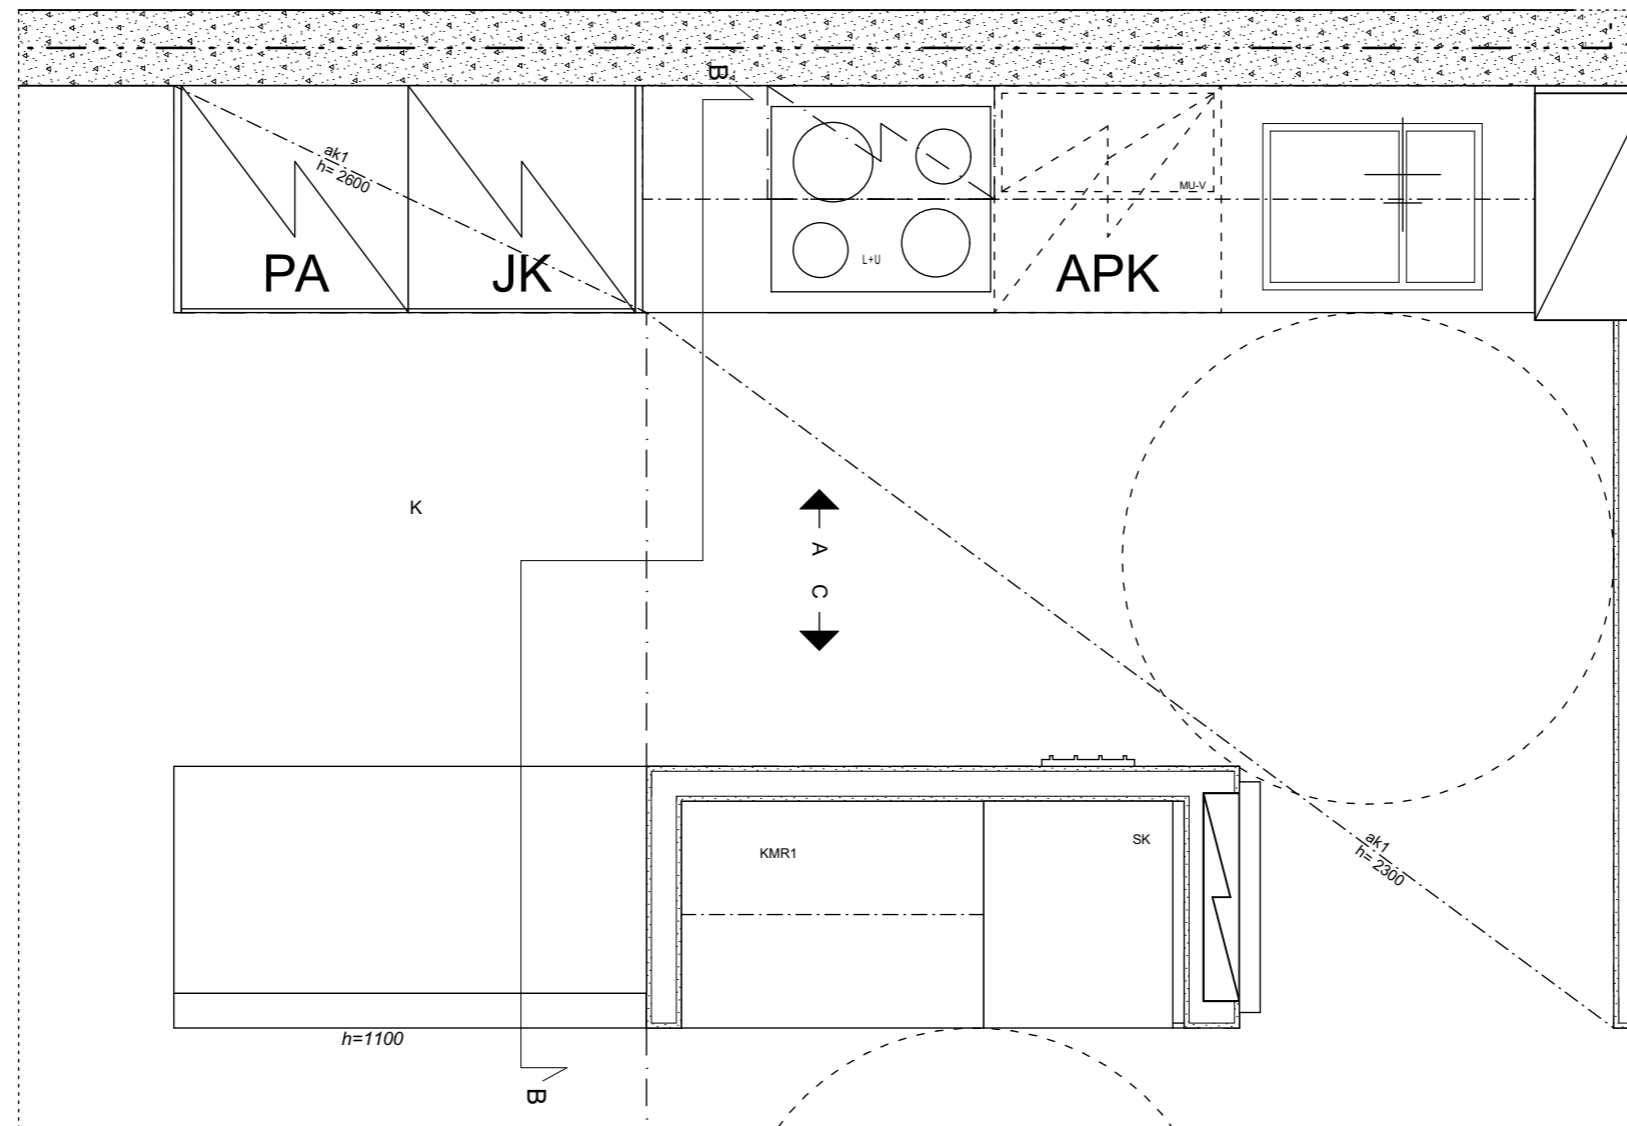 B
ak1
h= 2600
MU-V
PA
JK
L+U
APK
K
A
C
KMR1
SK
ak1
h= 2300
h=1100
B